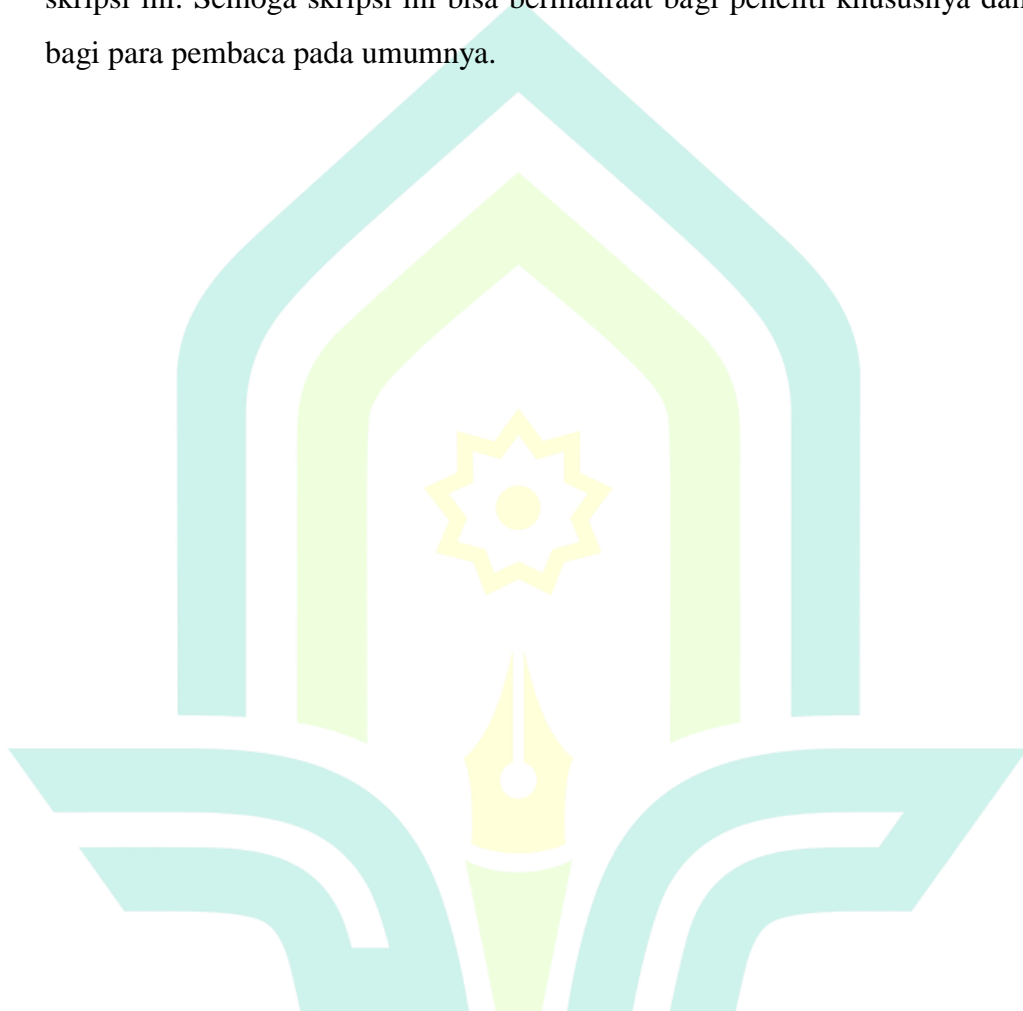 skripsi ini. Semoga skripsi ini bisa bermanfaat bagi peneliti khususnya dan
bagi para pembaca pada umumnya.